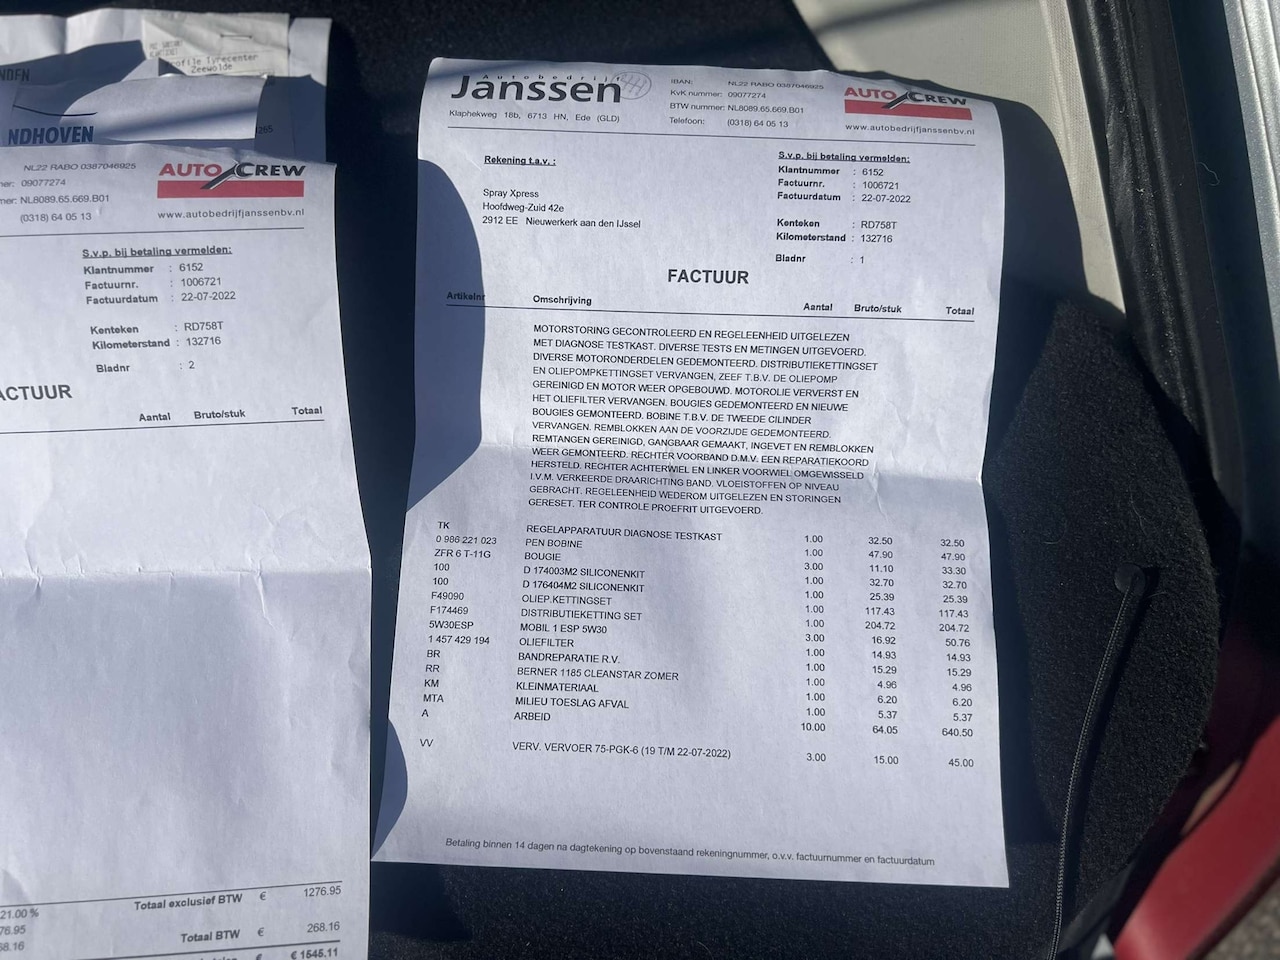 NDEN
NDHOVEN
ofile tyrecenter
Zeewolde
NL22 RABO 0387046925
mer: 09077274
mer: NL8089.65.669.B01
(0318) 64 05 13
AUTO CREW
www.autobedrijfjanssenbv.nl
S.v.p. bij betaling vermelden:
Klantnummer : 6152
Factuurnr. : 1006721
Factuurdatum : 22-07-2022
Kenteken : RD758T
Kilometerstand : 132716
Bladnr : 2
ACTUUR
Aantal Bruto/stuk Totaal
21.00 % Totaal exclusief BTW € 1276.95
76.95
68.16 Totaal BTW € 268.16
€ € 1545.11
Autobedrijf
Janssen
Klaphekweg 18b, 6713 HN, Ede (GLD)
IBAN: NL22 RABO 0387046925
KvK nummer: 09077274
BTW nummer: NL8089.65.669.B01
Telefoon: (0318) 64 05 13
AUTO CREW
www.autobedrijfjanssenbv.nl
Rekening t.a.v. :
Spray Xpress
Hoofdweg-Zuid 42e
2912 EE Nieuwerkerk aan den IJssel
S.v.p. bij betaling vermelden:
Klantnummer : 6152
Factuurnr. : 1006721
Factuurdatum : 22-07-2022
Kenteken : RD758T
Kilometerstand : 132716
Bladnr : 1
FACTUUR
Artikelnr Omschrijving Aantal Bruto/stuk Totaal
MOTORSTORING GECONTROLEERD EN REGELEENHEID UITGELEZEN
MET DIAGNOSE TESTKAST. DIVERSE TESTS EN METINGEN UITGEVOERD.
DIVERSE MOTORONDERDELEN GEDEMONTEERD. DISTRIBUTIEKETTINGSET
EN OLIEPOMPKETTINGSET VERVANGEN, ZEEF T.B.V. DE OLIEPOMP
GEREINIGD EN MOTOR WEER OPGEBOUWD. MOTOROLIE VERVERST EN
HET OLIEFILTER VERVANGEN. BOUGIES GEDEMONTEERD EN NIEUWE
BOUGIES GEMONTEERD. BOBINE T.B.V. DE TWEEDE CILINDER
VERVANGEN. REMBLOKKEN AAN DE VOORZIJDE GEDEMONTEERD.
REMTANGEN GEREINIGD, GANGBAAR GEMAAKT, INGEVET EN REMBLOKKEN
WEER GEMONTEERD. RECHTER VOORBAND D.M.V. EEN REPARATIEKOORD
HERSTELD. RECHTER ACHTERWIEL EN LINKER VOORWIEL OMGEWISSELD
I.V.M. VERKEERDE DRAARICHTING BAND. VLOEISTOFFEN OP NIVEAU
GEBRACHT. REGELEENHEID WEDEROM UITGELEZEN EN STORINGEN
GERESET. TER CONTROLE PROEFRIT UITGEVOERD.
TK REGELAPPARATUUR DIAGNOSE TESTKAST 1.00 32.50 32.50
0 986 221 023 PEN BOBINE 1.00 47.90 47.90
ZFR 6 T-11G BOUGIE 3.00 11.10 33.30
100 D 174003M2 SILICONENKIT 1.00 32.70 32.70
100 D 176404M2 SILICONENKIT 1.00 25.39 25.39
F49090 OLIEP.KETTINGSET 1.00 117.43 117.43
F174469 DISTRIBUTIEKETTING SET 1.00 204.72 204.72
5W30ESP MOBIL 1 ESP 5W30 3.00 16.92 50.76
1 457 429 194 OLIEFILTER 1.00 14.93 14.93
BR BANDREPARATIE R.V. 1.00 15.29 15.29
RR BERNER 1185 CLEANSTAR ZOMER 1.00 4.96 4.96
KM KLEINMATERIAAL 1.00 6.20 6.20
MTA MILIEU TOESLAG AFVAL 1.00 5.37 5.37
A ARBEID 10.00 64.05 640.50
VV VERV. VERVOER 75-PGK-6 (19 T/M 22-07-2022) 3.00 15.00 45.00
Betaling binnen 14 dagen na dagtekening op bovenstaand rekeningnummer, o.v.v. factuurnummer en factuurdatum